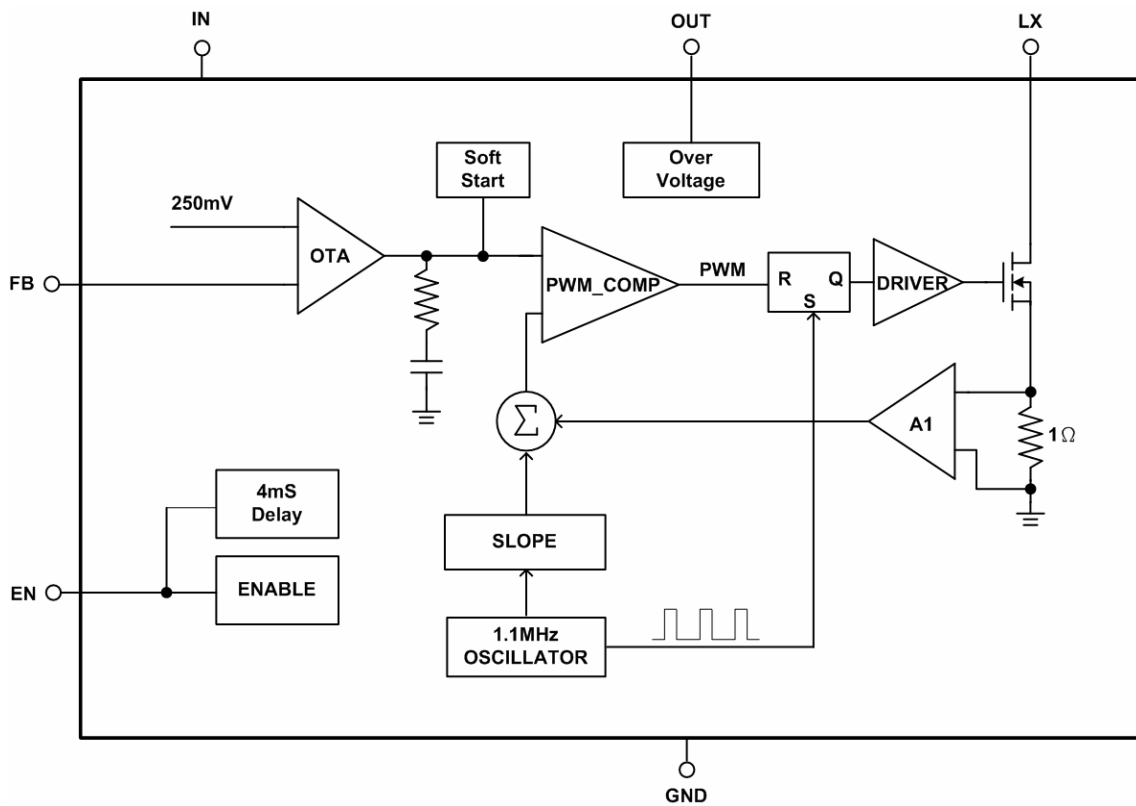 IN
OUT
LX
Soft
Start
Over
Voltage
250mV
OTA
FB
PWM_COMP
PWM
R
Q
S
DRIVER
A1
1Ω
Σ
4mS
Delay
SLOPE
EN
ENABLE
1.1MHz
OSCILLATOR
GND